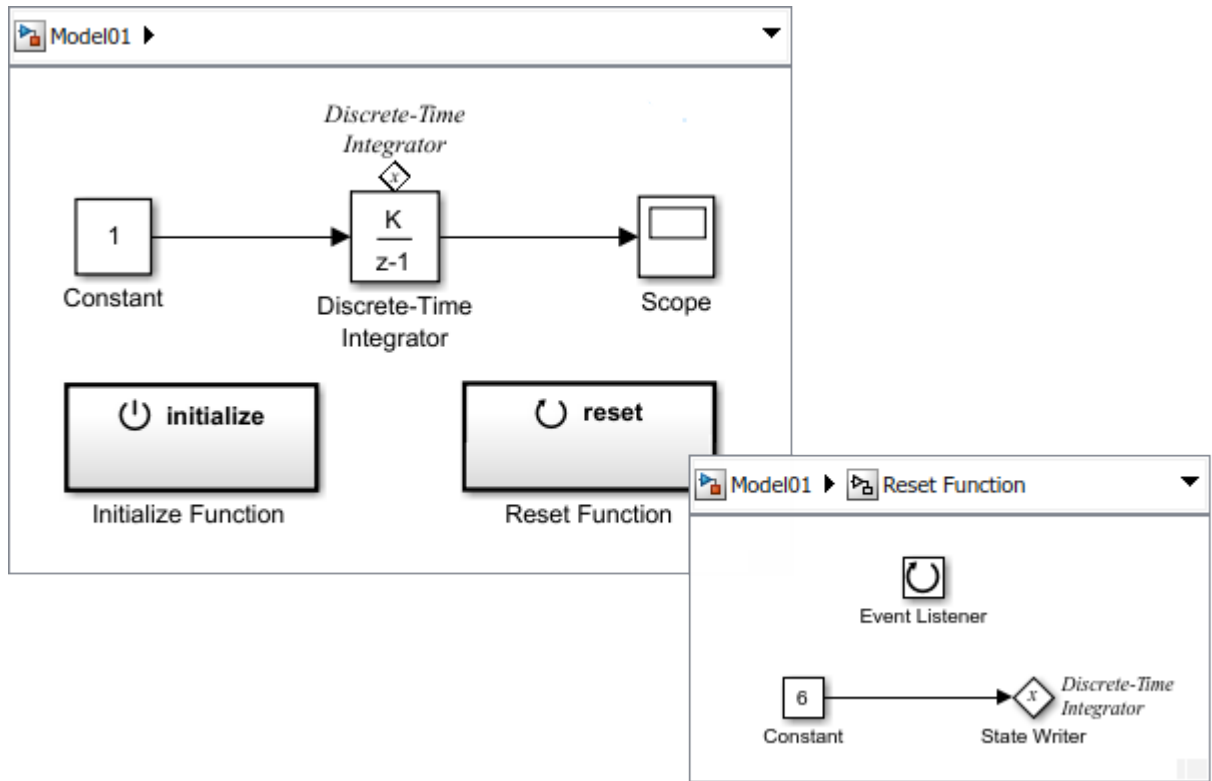 Model01
Discrete-Time
Integrator
x
1
K
z-1
Constant
Discrete-Time
Integrator
Scope
initialize
reset
Initialize Function
Reset Function
Model01 Reset Function
Event Listener
6
x
Discrete-Time
Integrator
Constant
State Writer